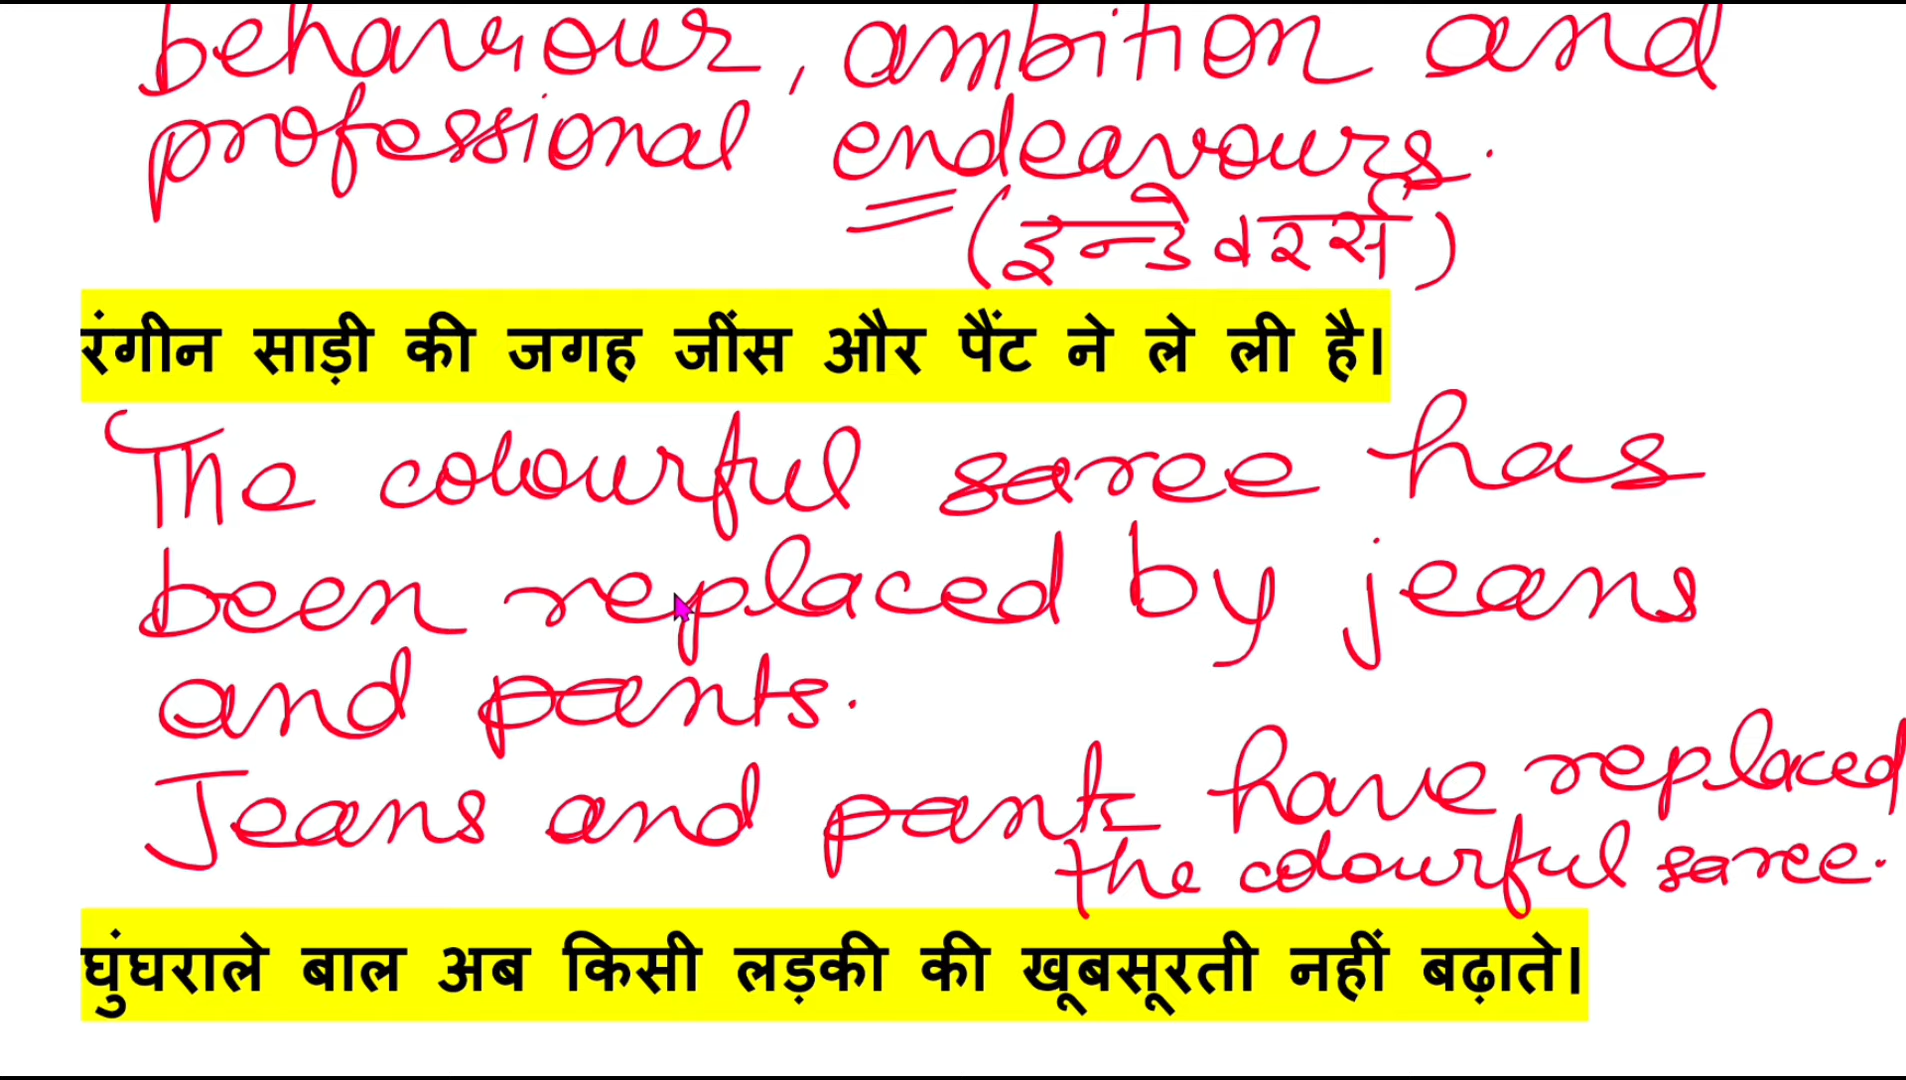 behaviour, ambition and
professional endeavours.
(इन्डेवरर्स)
रंगीन साड़ी की जगह जींस और पैंट ने ले ली है।
The colourful saree has
been replaced by jeans
and pants.
Jeans and pants have replaced
the colourful saree.
घुंघराले बाल अब किसी लड़की की खूबसूरती नहीं बढ़ाते।